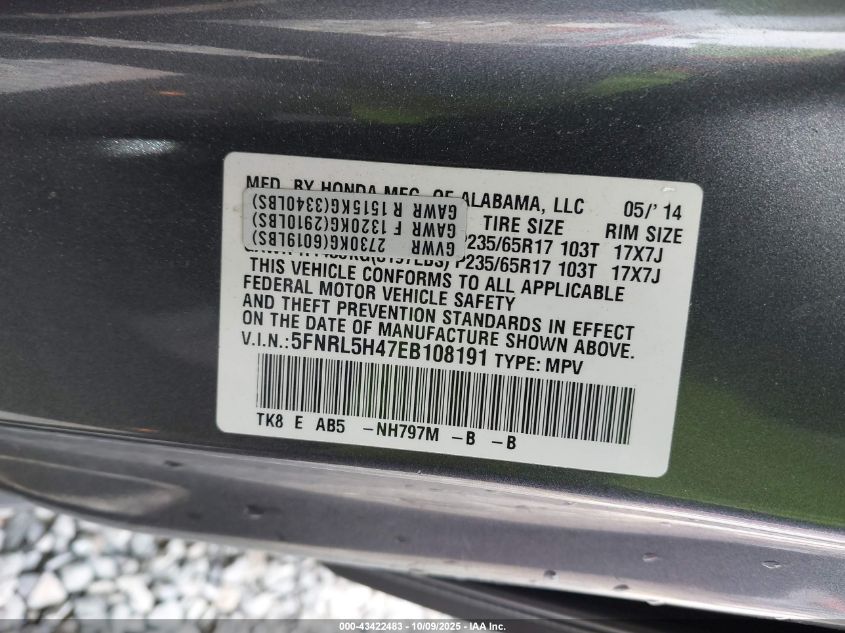 MFD. BY HONDA MFG. OF ALABAMA, LLC 05/' 14
TIRE SIZE RIM SIZE
GVWR 2730KG(6019LBS)
GAWR F 1320KG(2910LBS)
GAWR R 1515KG(3340LBS)
P235/65R17 103T 17X7J
P235/65R17 103T 17X7J
THIS VEHICLE CONFORMS TO ALL APPLICABLE
FEDERAL MOTOR VEHICLE SAFETY
AND THEFT PREVENTION STANDARDS IN EFFECT
ON THE DATE OF MANUFACTURE SHOWN ABOVE.
V.I.N.:5FNRL5H47EB108191 TYPE: MPV
TK8 E AB5 -NH797M -B -B
000-43422483 - 10/09/2025 - IAA Inc.